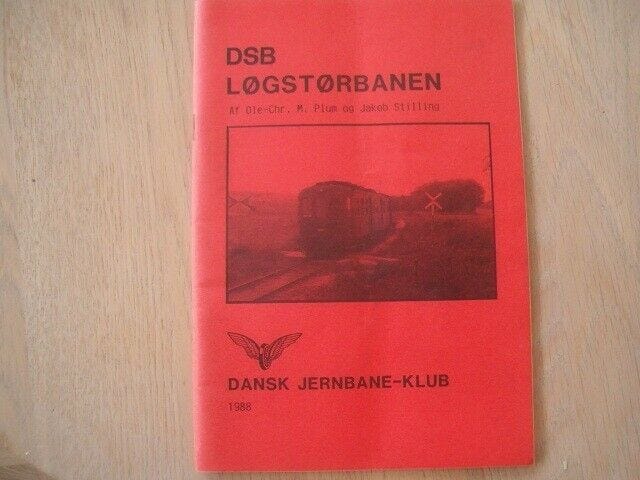 DSB
LØGSTØRBANEN
Af Ole-Chr. M. Plum og Jakob Stilling
DANSK JERNBANE-KLUB
1988